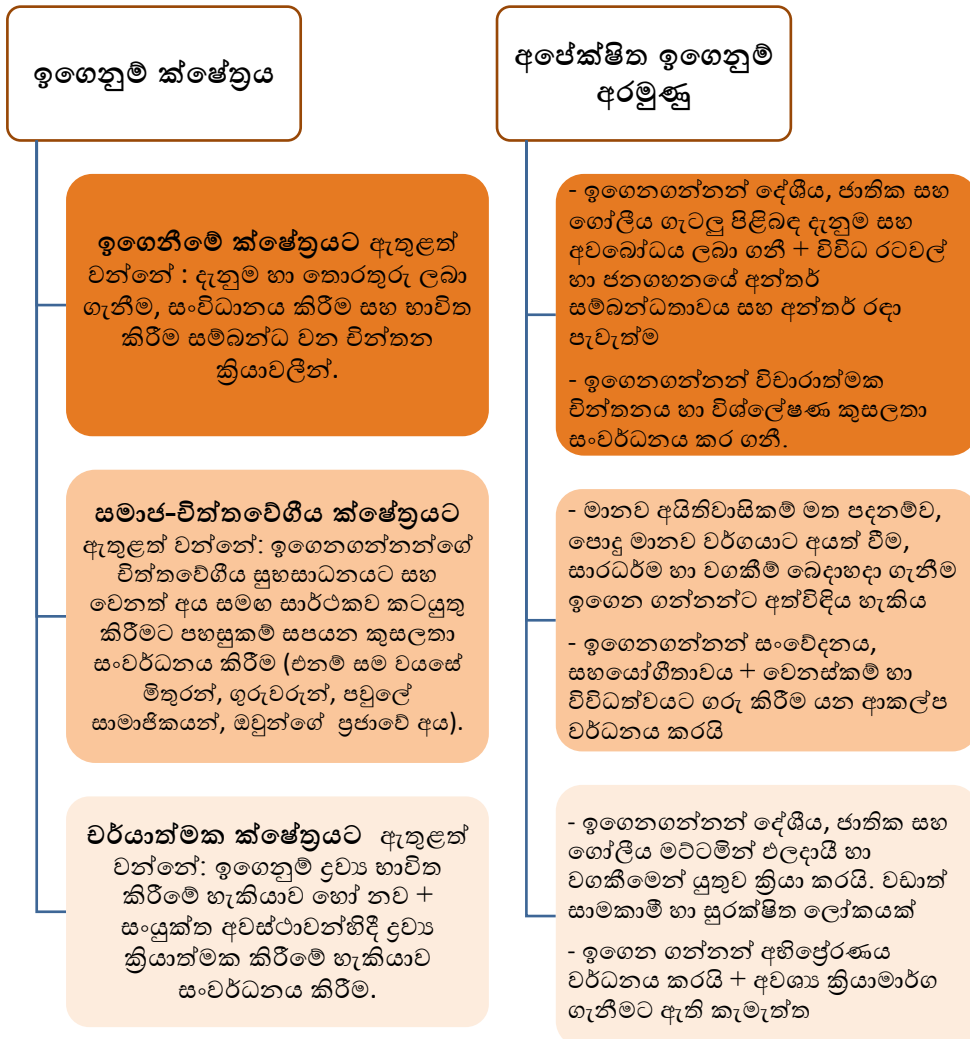 ඉගෙනුම් ක්ෂේත්‍රය
ඉගෙනීමේ ක්ෂේත්‍රයට ඇතුළත්
වන්නේ : දැනුම හා තොරතුරු ලබා
ගැනීම, සංවිධානය කිරීම සහ භාවිත
කිරීම සම්බන්ධ වන චින්තන
ක්‍රියාවලීන්.
සමාජ-චිත්තවේගීය ක්ෂේත්‍රයට
ඇතුළත් වන්නේ: ඉගෙනගන්නන්ගේ
චිත්තවේගීය සුභසාධනයට සහ
වෙනත් අය සමඟ සාර්ථකව කටයුතු
කිරීමට පහසුකම් සපයන කුසලතා
සංවර්ධනය කිරීම (එනම් සම වයසේ
මිතුරන්, ගුරුවරුන්, පවුලේ
සාමාජිකයන්, ඔවුන්ගේ ප්‍රජාවේ අය).
චර්යාත්මක ක්ෂේත්‍රයට ඇතුළත්
වන්නේ: ඉගෙනුම් ද්‍රව්‍ය භාවිත
කිරීමේ හැකියාව හෝ නව +
සංයුක්ත අවස්ථාවන්හිදී ද්‍රව්‍ය
ක්‍රියාත්මක කිරීමේ හැකියාව
සංවර්ධනය කිරීම.
අපේක්ෂිත ඉගෙනුම්
අරමුණු
- ඉගෙනගන්නන් දේශීය, ජාතික සහ
ගෝලීය ගැටලු පිළිබඳ දැනුම සහ
අවබෝධය ලබා ගනී + විවිධ රටවල්
හා ජනගහනයේ අන්තර්
සම්බන්ධතාවය සහ අන්තර් රඳා
පැවැත්ම
- ඉගෙනගන්නන් විචාරාත්මක
චින්තනය හා විශ්ලේෂණ කුසලතා
සංවර්ධනය කර ගනී.
- මානව අයිතිවාසිකම් මත පදනම්ව,
පොදු මානව වර්ගයාට අයත් වීම,
සාරධර්ම හා වගකීම් බෙදාහදා ගැනීම
ඉගෙන ගන්නන්ට අත්විඳිය හැකිය
- ඉගෙනගන්නන් සංවේදනය,
සහයෝගීතාවය + වෙනස්කම් හා
විවිධත්වයට ගරු කිරීම යන ආකල්ප
වර්ධනය කරයි
- ඉගෙනගන්නන් දේශීය, ජාතික සහ
ගෝලීය මට්ටමින් ඵලදායී හා
වගකීමෙන් යුතුව ක්‍රියා කරයි. වඩාත්
සාමකාමී හා සුරක්ෂිත ලෝකයක්
- ඉගෙන ගන්නන් අභිප්‍රේරණය
වර්ධනය කරයි + අවශ්‍ය ක්‍රියාමාර්ග
ගැනීමට ඇති කැමැත්ත